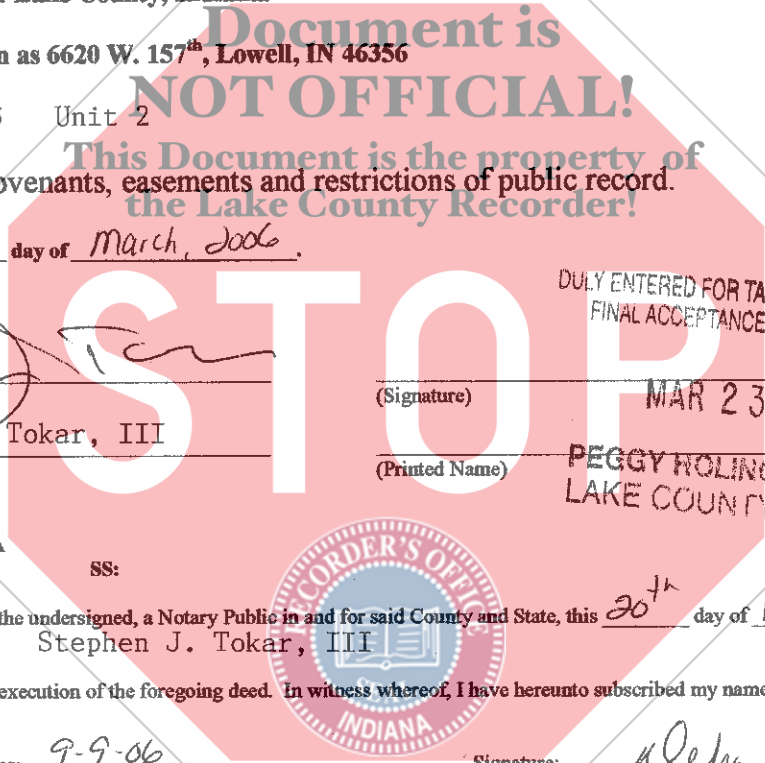 Document is
n as 6620 W. 157th, Lowell, IN 46356
NOT OFFICIAL!
Unit 2
This Document is the property of
ovenants, easements and restrictions of public record.
the Lake County Recorder!
day of March, 2006.
DULY ENTERED FOR TA
FINAL ACCEPTANCE
STOP
(Signature)
MAR 23
Tokar, III
(Printed Name)
PEGGY HOLING
LAKE COUNTY
RECORDER'S OFFICE
SEAL
INDIANA
SS:
the undersigned, a Notary Public in and for said County and State, this 20th day of
Stephen J. Tokar, III
execution of the foregoing deed. In witness whereof, I have hereunto subscribed my name
9-9-06
Signature: